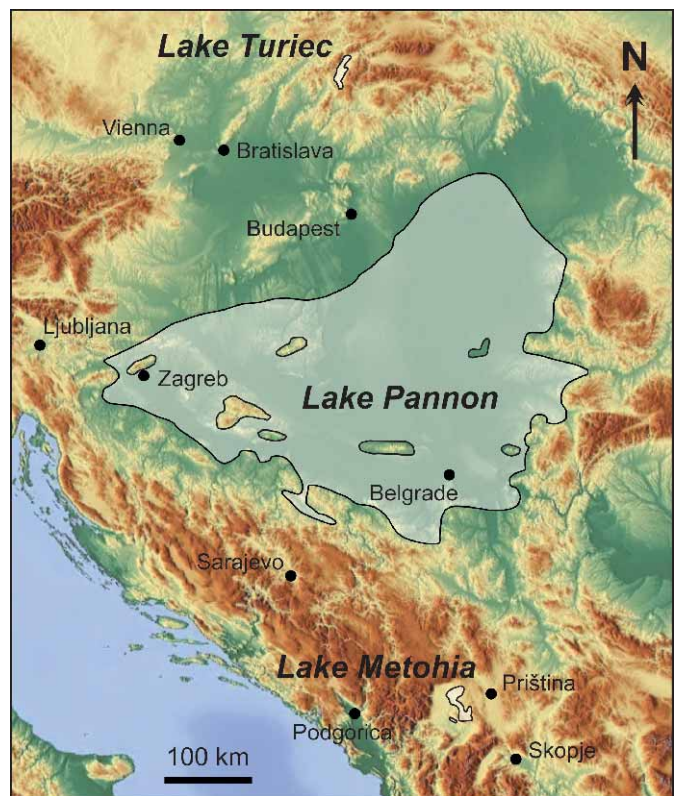 Lake Turiec
N
Vienna
Bratislava
Budapest
Ljubljana
Zagreb
Lake Pannon
Belgrade
Sarajevo
Lake Metohia
Priština
Podgorica
100 km
Skopje